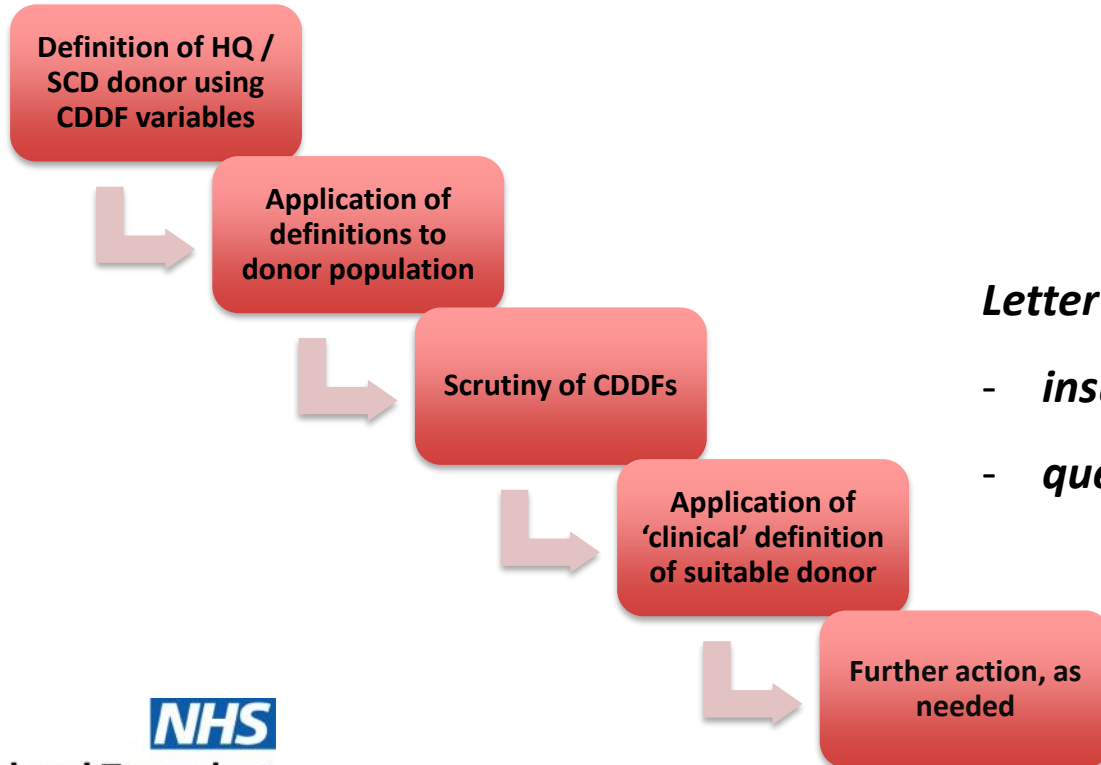 Definition of HQ /
SCD donor using
CDDF variables
Application of
definitions to
donor population
Scrutiny of CDDFs
Letter
-
-
Application of
‘clinical’ definition
of suitable donor
Further action, as
needed
NHS